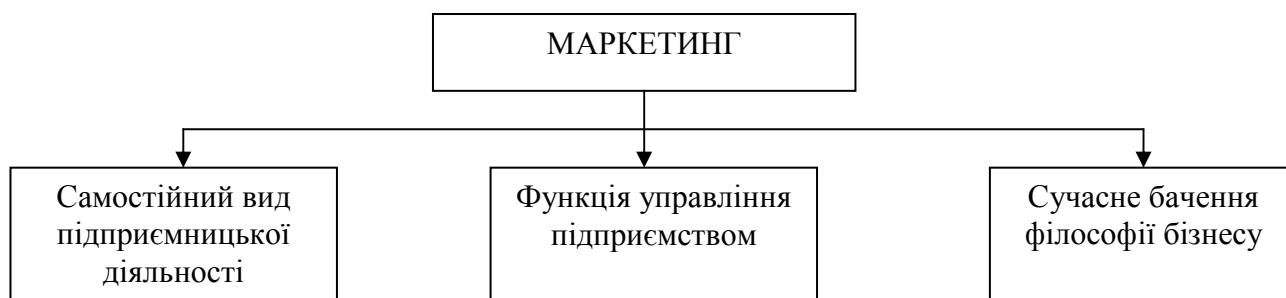 МАРКЕТИНГ
Самостійний вид
підприємницької
діяльності
Функція управління
підприємством
Сучасне бачення
філософії бізнесу